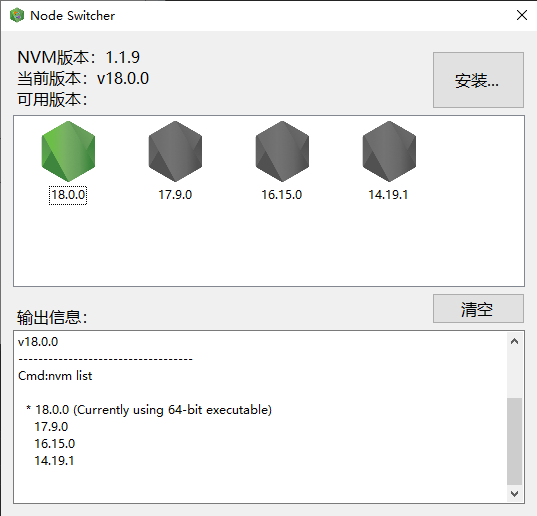 Node Switcher
NVM版本：1.1.9
当前版本：v18.0.0
可用版本：
安装...
18.0.0
17.9.0
16.15.0
14.19.1
输出信息：
清空
v18.0.0
----------------------------------
Cmd:nvm list
* 18.0.0 (Currently using 64-bit executable)
17.9.0
16.15.0
14.19.1